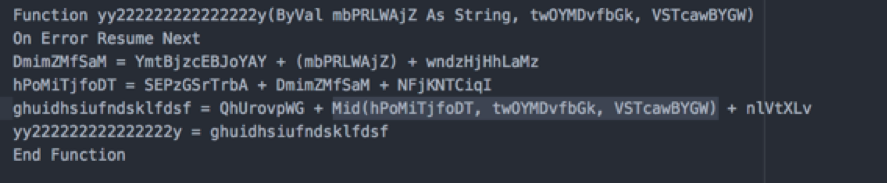 Function yy222222222222222y(ByVal mbPRLWAjZ As String, twOYMDvfbGk, VSTcawBYGW)
On Error Resume Next
DmimZMfSaM = YmtBjzcEBJoYAY + (mbPRLWAjZ) + wndzHjHhLaMz
hPoMiTjfoDT = SEPzGSrTrbA + DmimZMfSaM + NFjKNTCiqI
ghuidhsiufndsklfdsf = QhUrovpWG + Mid(hPoMiTjfoDT, twOYMDvfbGk, VSTcawBYGW) + nlVtXLv
yy222222222222222y = ghuidhsiufndsklfdsf
End Function